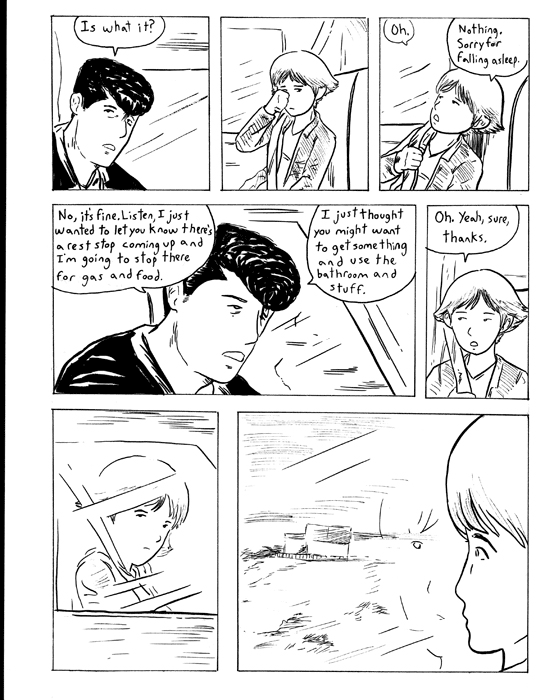 Is what it?
Oh.
Nothing.
Sorry for
falling asleep.
No, it's fine. Listen, I just
wanted to let you know there's
a rest stop coming up and
I'm going to stop there
for gas and food.
I just thought
you might want
to get something
and use the
bathroom and
stuff.
Oh. Yeah, sure,
thanks.